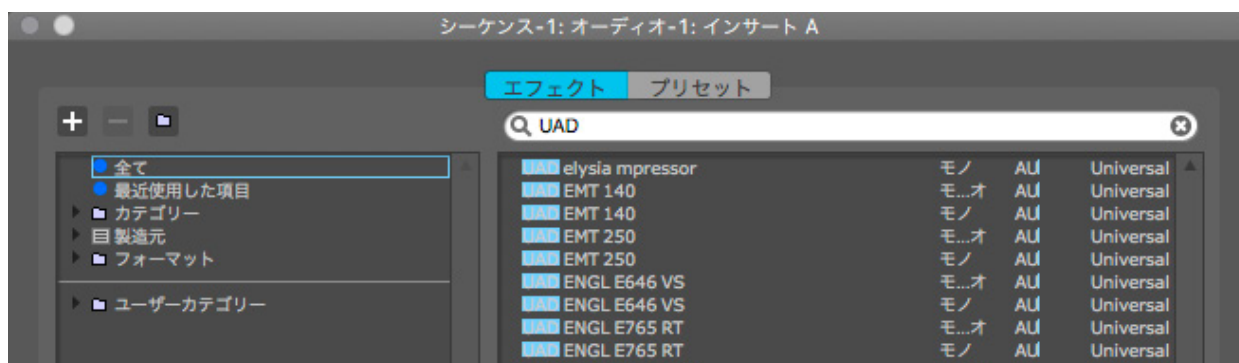 シーケンス-1: オーディオ-1: インサート A
エフェクト プリセット
UAD
全て
最近使用した項目
カテゴリー
製造元
フォーマット
ユーザーカテゴリー
UAD elysia mpressor モノ AU Universal
UAD EMT 140 モ...オ AU Universal
UAD EMT 140 モノ AU Universal
UAD EMT 250 モ...オ AU Universal
UAD EMT 250 モノ AU Universal
UAD ENGL E646 VS モ...オ AU Universal
UAD ENGL E646 VS モノ AU Universal
UAD ENGL E765 RT モ...オ AU Universal
UAD ENGL E765 RT モノ AU Universal